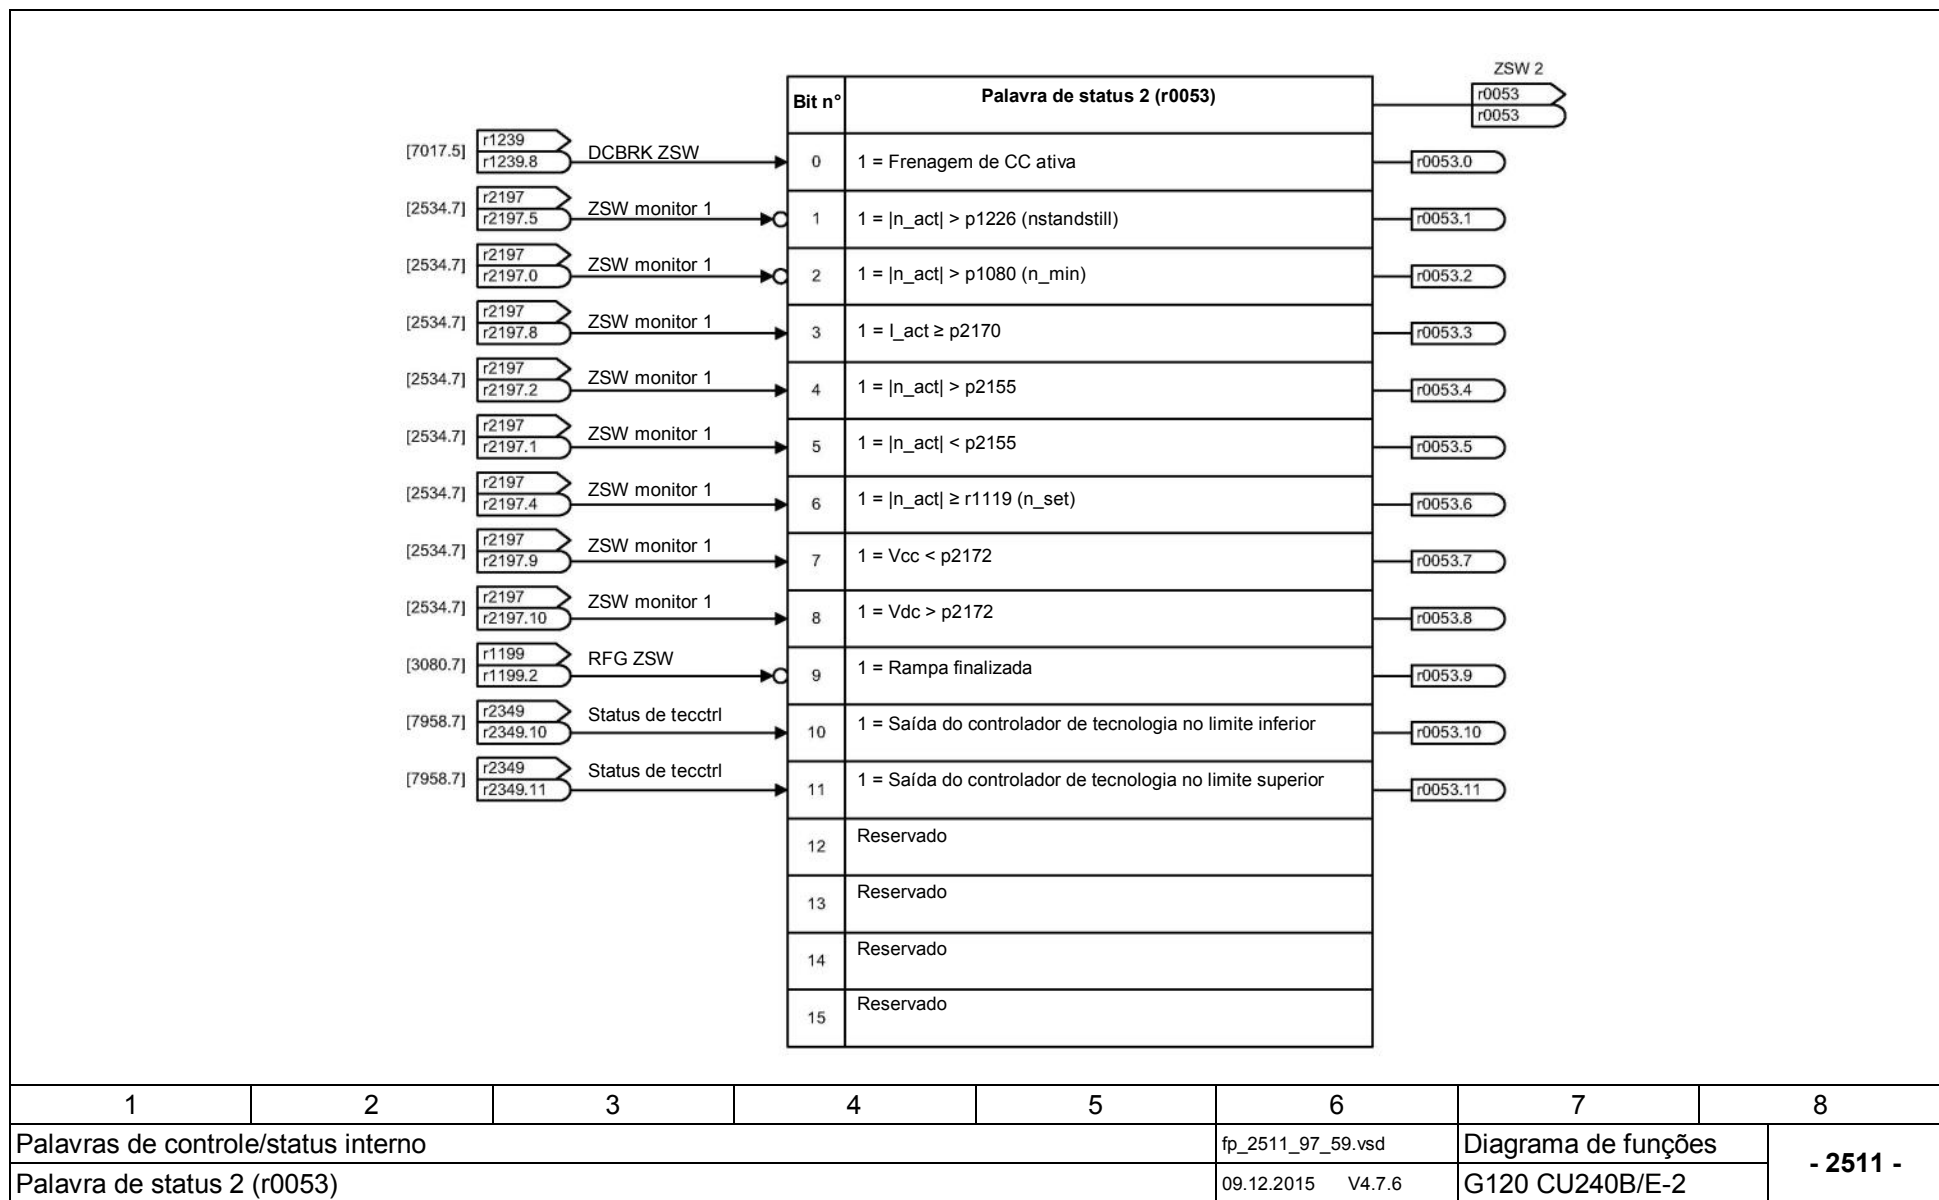 ZSW 2
Bit n° Palavra de status 2 (r0053) r0053
r0053
[7017.5] r1239
r1239.8 DCBRK ZSW 0 1 = Frenagem de CC ativa r0053.0
[2534.7] r2197
r2197.5 ZSW monitor 1 1 1 = |n_act| > p1226 (nstandstill) r0053.1
[2534.7] r2197
r2197.0 ZSW monitor 1 2 1 = |n_act| > p1080 (n_min) r0053.2
[2534.7] r2197
r2197.8 ZSW monitor 1 3 1 = I_act ≥ p2170 r0053.3
[2534.7] r2197
r2197.2 ZSW monitor 1 4 1 = |n_act| > p2155 r0053.4
[2534.7] r2197
r2197.1 ZSW monitor 1 5 1 = |n_act| < p2155 r0053.5
[2534.7] r2197
r2197.4 ZSW monitor 1 6 1 = |n_act| ≥ r1119 (n_set) r0053.6
[2534.7] r2197
r2197.9 ZSW monitor 1 7 1 = Vcc < p2172 r0053.7
[2534.7] r2197
r2197.10 ZSW monitor 1 8 1 = Vdc > p2172 r0053.8
[3080.7] r1199
r1199.2 RFG ZSW 9 1 = Rampa finalizada r0053.9
[7958.7] r2349
r2349.10 Status de tecctrl 10 1 = Saída do controlador de tecnologia no limite inferior r0053.10
[7958.7] r2349
r2349.11 Status de tecctrl 11 1 = Saída do controlador de tecnologia no limite superior r0053.11
12 Reservado
13 Reservado
14 Reservado
15 Reservado
1 2 3 4 5 6 7 8
Palavras de controle/status interno fp_2511_97_59.vsd Diagrama de funções - 2511 -
Palavra de status 2 (r0053) 09.12.2015 V4.7.6 G120 CU240B/E-2